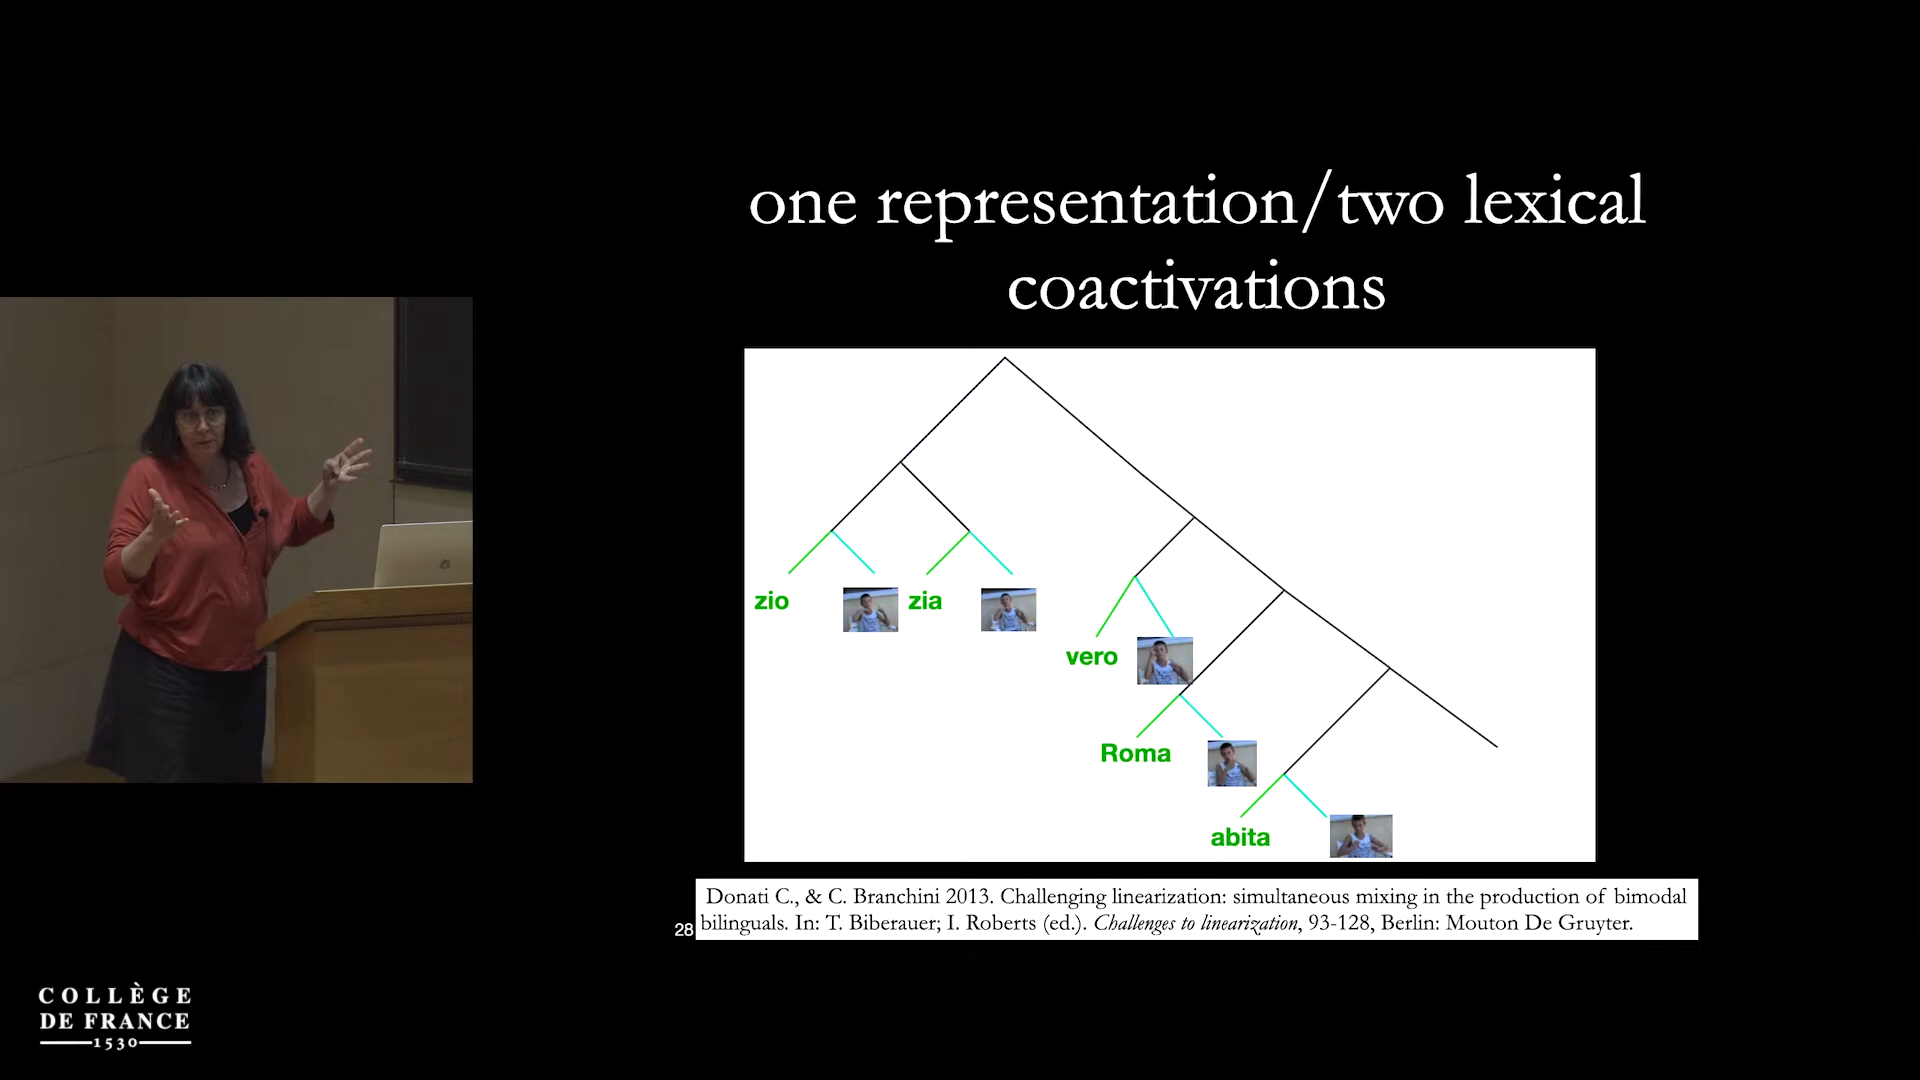 one representation/two lexical
coactivations
zio
zia
vero
Roma
abita
Donati C., & C. Branchini 2013. Challenging linearization: simultaneous mixing in the production of bimodal
bilinguals. In: T. Biberauer; I. Roberts (ed.). Challenges to linearization, 93-128, Berlin: Mouton De Gruyter.
28
COLLÈGE
DE FRANCE
1530